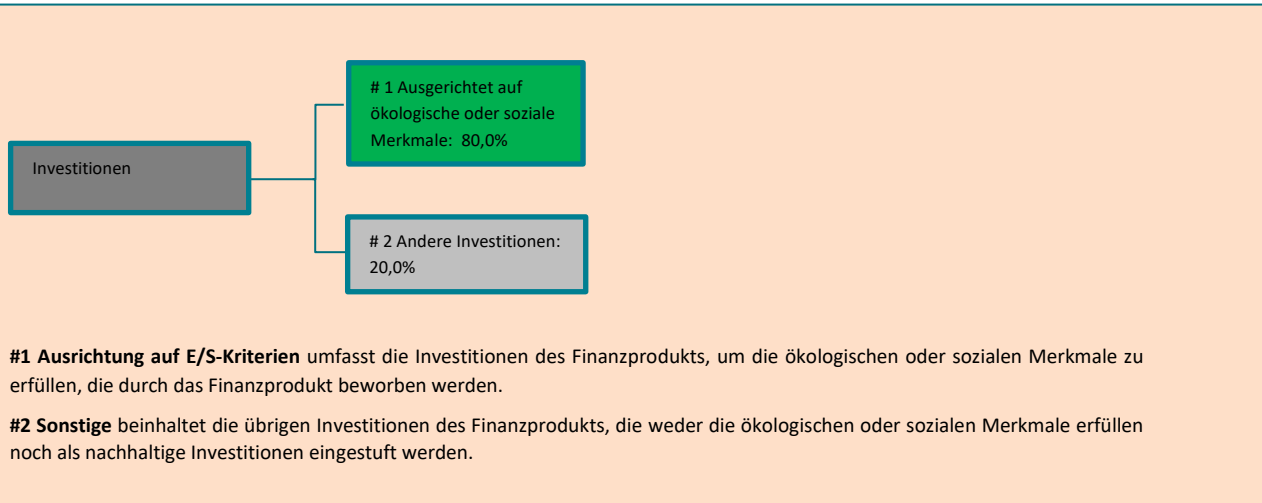 # 1 Ausgerichtet auf
ökologische oder soziale
Merkmale:  80,0%
Investitionen
# 2 Andere Investitionen:
20,0%
#1 Ausrichtung auf E/S-Kriterien umfasst die Investitionen des Finanzprodukts, um die ökologischen oder sozialen Merkmale zu
erfüllen, die durch das Finanzprodukt beworben werden.
#2 Sonstige beinhaltet die übrigen Investitionen des Finanzprodukts, die weder die ökologischen oder sozialen Merkmale erfüllen
noch als nachhaltige Investitionen eingestuft werden.